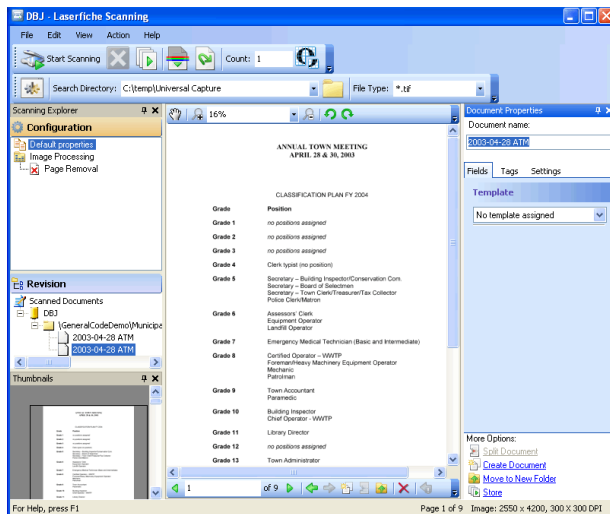 DBJ - Laserfiche Scanning
File Edit View Action Help
Start Scanning Count: 1
Search Directory: C:\temp\Universal Capture File Type: *.tif
Scanning Explorer
Configuration
Default properties
Image Processing
Page Removal
Revision
Scanned Documents
DBJ
\GeneralCodeDemo\Municipa
2003-04-28 ATM
2003-04-28 ATM
Thumbnails
16%
ANNUAL TOWN MEETING
APRIL 28 & 30, 2003
CLASSIFICATION PLAN FY 2004
Grade Position
Grade 1 no positions assigned
Grade 2 no positions assigned
Grade 3 no positions assigned
Grade 4 Clerk typist (no position)
Grade 5 Secretary – Building Inspector/Conservation Com.
Secretary – Board of Selectmen
Secretary – Town Clerk/Treasurer/Tax Collector
Police Clerk/Matron
Grade 6 Assessors' Clerk
Equipment Operator
Landfill Operator
Grade 7 Emergency Medical Technician (Basic and Intermediate)
Grade 8 Certified Operator – WWTP
Foreman/Heavy Machinery Equipment Operator
Mechanic
Patrolman
Grade 9 Town Accountant
Paramedic
Grade 10 Building Inspector
Chief Operator - WWTP
Grade 11 Library Director
Grade 12 no positions assigned
Grade 13 Town Administrator
1 of 9
Document Properties
Document name:
2003-04-28 ATM
Fields Tags Settings
Template
No template assigned
More Options:
Split Document
Create Document
Move to New Folder
Store
For Help, press F1 Page 1 of 9 Image: 2550 x 4200, 300 X 300 DPI